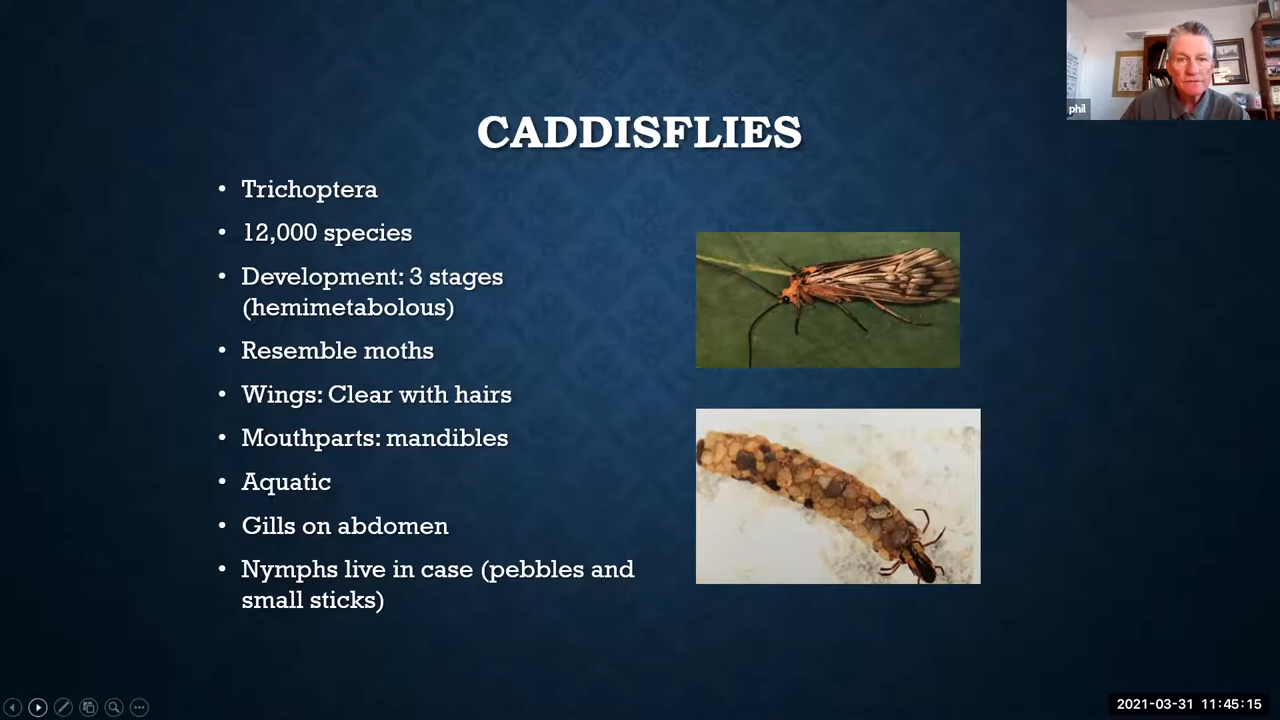 phil
CADDISFLIES
• Trichoptera
• 12,000 species
• Development: 3 stages
(hemimetabolous)
• Resemble moths
• Wings: Clear with hairs
• Mouthparts: mandibles
• Aquatic
• Gills on abdomen
• Nymphs live in case (pebbles and
small sticks)
2021-03-31 11:45:15